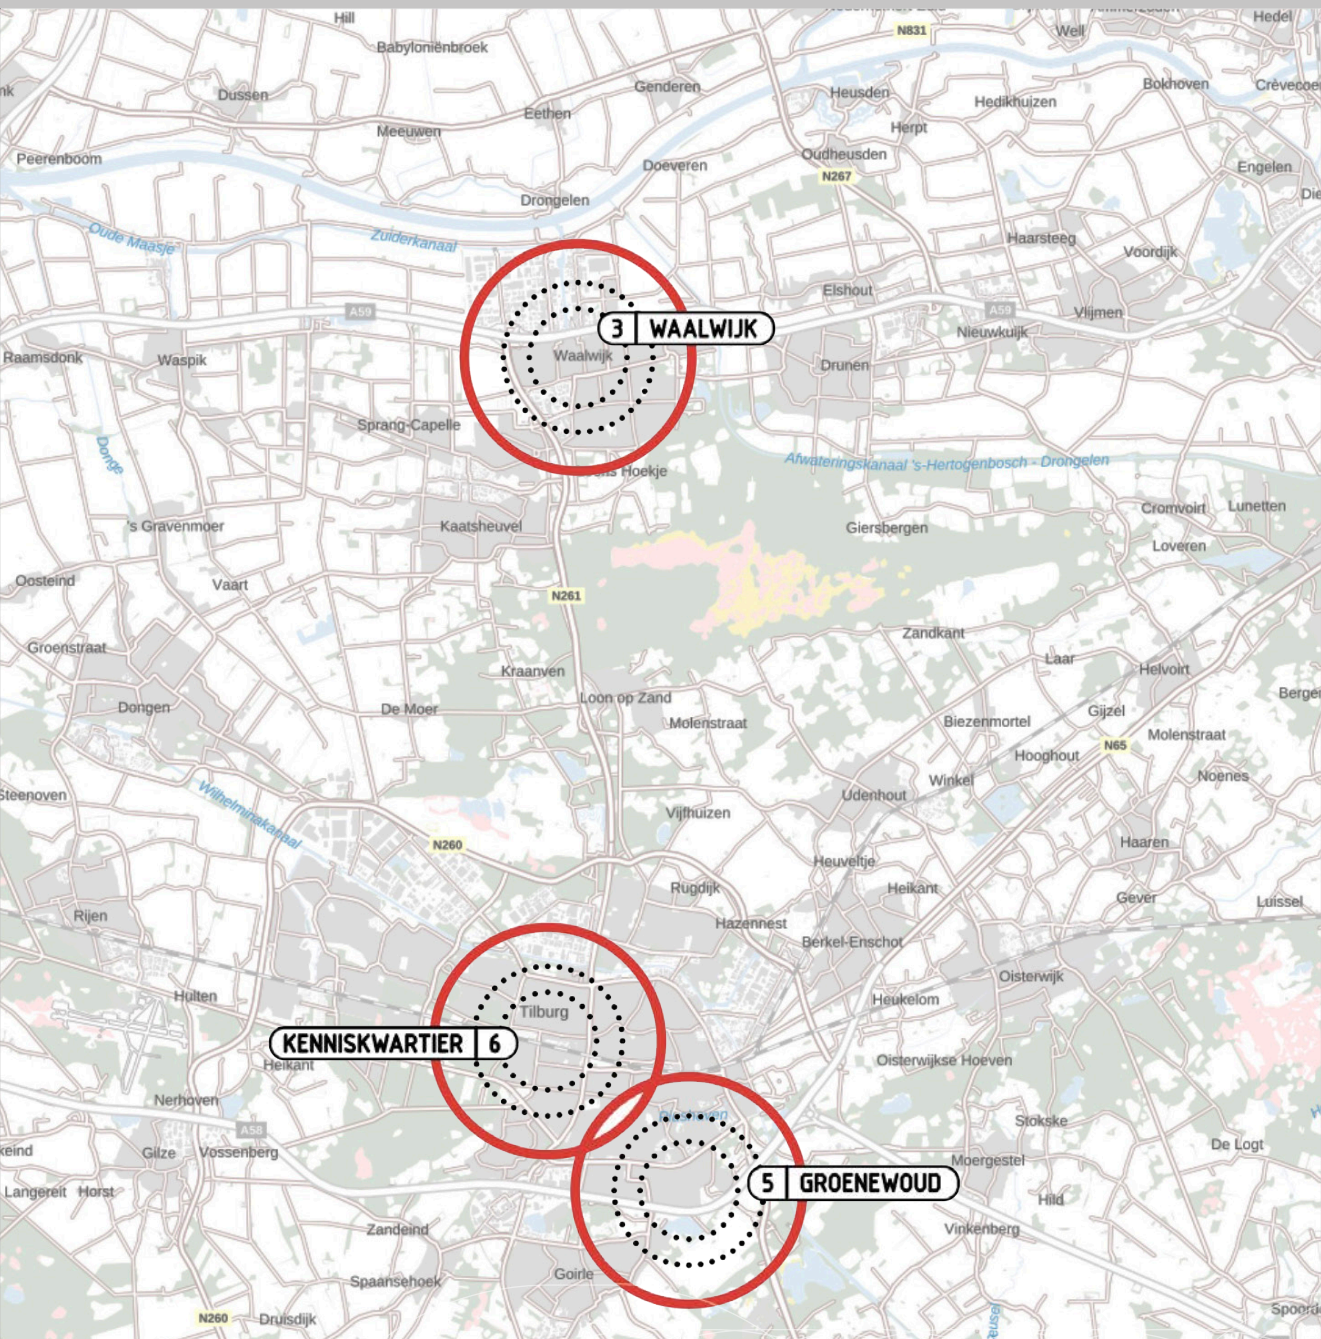 Hill
N831
Well
Hedel
Babyloniënbroek
Dussen
Genderen
Heusden
Hedikhuizen
Bokhoven
Eethen
Meeuwen
Herpt
Peerenboom
Doeveren
Oudheusden
N267
Engelen
Drongelen
Oude Maasje
Zuiderkanaal
Haarsteeg
Voordijk
A59
Elshout
A59
Vlijmen
3 WAALWIJK
Nieuwkuijk
Raamsdonk
Waspik
Waalwijk
Drunen
Sprang-Capelle
Donge
Hoekje
Afwateringskanaal 's-Hertogenbosch - Drongelen
's Gravenmoer
Kaatsheuvel
Giersbergen
Cromvoirt
Lunetten
Loveren
Oosteind
Vaart
N261
Groenstraat
Zandkant
Laar
Helvoirt
Kraanven
Loon op Zand
Dongen
De Moer
Molenstraat
Biezenmortel
Gijzel
N65
Molenstraat
Hooghout
Steenoven
Wilhelminakanaal
Winkel
Noenes
Udenhout
Vijfhuizen
N260
Haaren
Heuveltje
Rugdijk
Heikant
Gever
Luissel
Rijen
Hazennest
Berkel-Enschot
Oisterwijk
Hulten
Tilburg
Heukelom
KENNISKWARTIER 6
Heikant
Oisterwijkse Hoeven
Nerhoven
A58
Stokske
De Logt
Gilze
Vossenberg
Moergestel
Langereit
Horst
5 GROENEWOUD
Hild
Zandeind
Vinkenberg
Spaansehoek
Goirle
N260
Druisdijk